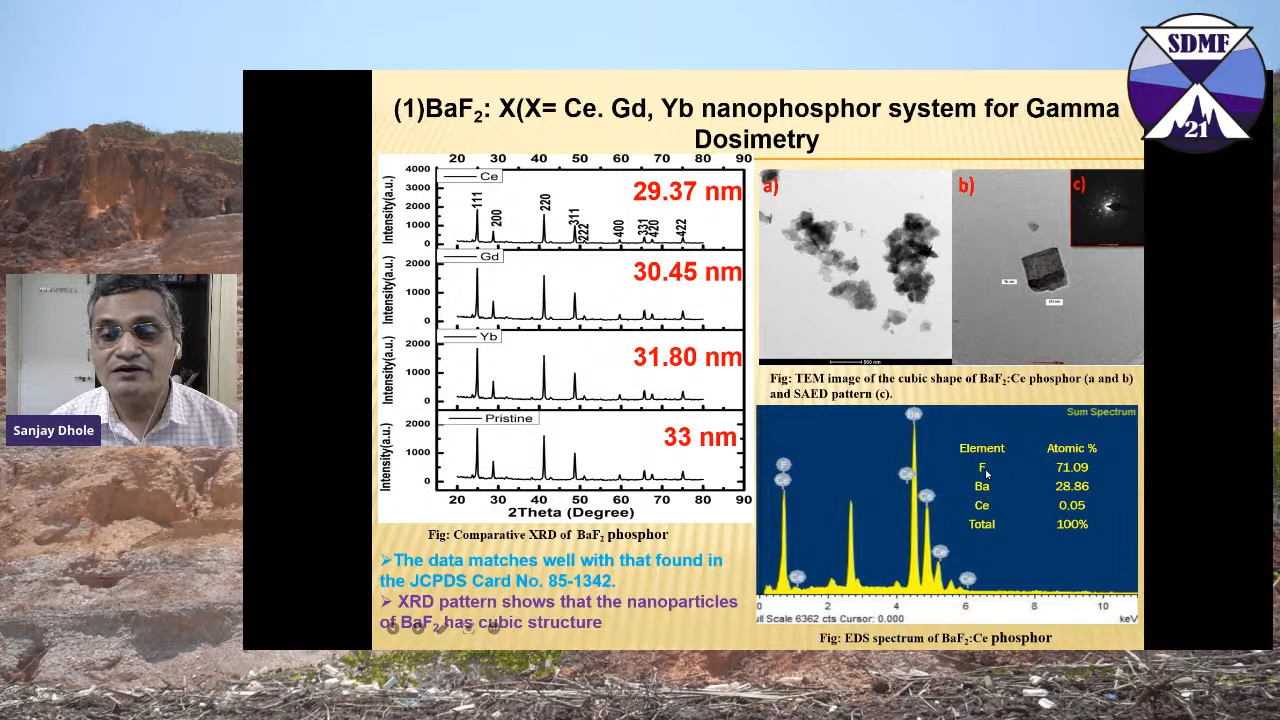 SDMF
21
(1)BaF2: X(X= Ce. Gd, Yb nanophosphor system for Gamma
Dosimetry
20 30 40 50 60 70 80 90
4000
3000
2000
1000
0
Intensity(a.u.)
Ce
29.37 nm
111
200
220
311
222
400
331
420
422
2000
1000
0
Intensity(a.u.)
Gd
30.45 nm
2000
1000
0
Intensity(a.u.)
Yb
31.80 nm
2000
1000
0
Intensity(a.u.)
Pristine
33 nm
20 30 40 50 60 70 80 90
2Theta (Degree)
Fig: Comparative XRD of BaF2 phosphor
➢The data matches well with that found in
the JCPDS Card No. 85-1342.
➢ XRD pattern shows that the nanoparticles
of BaF2 has cubic structure
a)
b)
c)
500 nm
Fig: TEM image of the cubic shape of BaF2:Ce phosphor (a and b)
and SAED pattern (c).
Sum Spectrum
Element Atomic %
F 71.09
Ba 28.86
Ce 0.05
Total 100%
F
Ba
Ce
Ce
Ce
Ce
0 2 4 6 8 10
ull Scale 6362 cts Cursor: 0.000 keV
Fig: EDS spectrum of BaF2:Ce phosphor
Sanjay Dhole